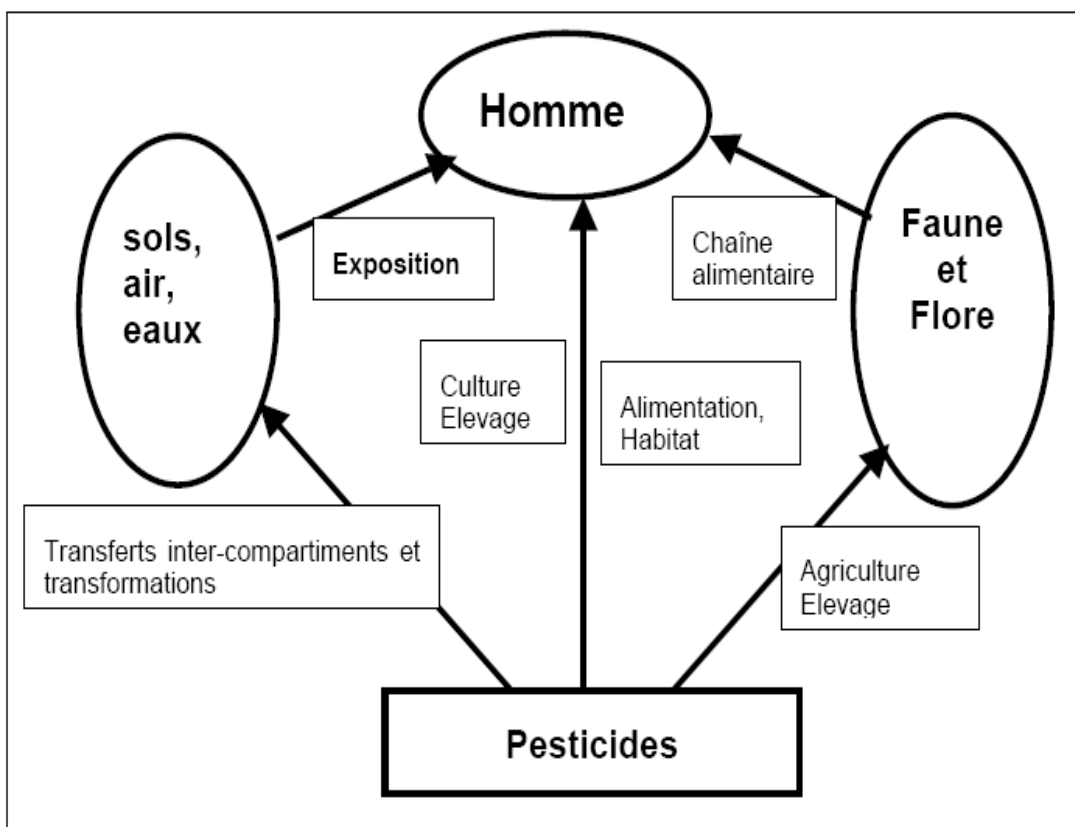 Homme
sols,
air,
eaux
Faune
et
Flore
Exposition
Chaîne
alimentaire
Culture
Elevage
Alimentation,
Habitat
Transferts inter-compartiments et
transformations
Agriculture
Elevage
Pesticides